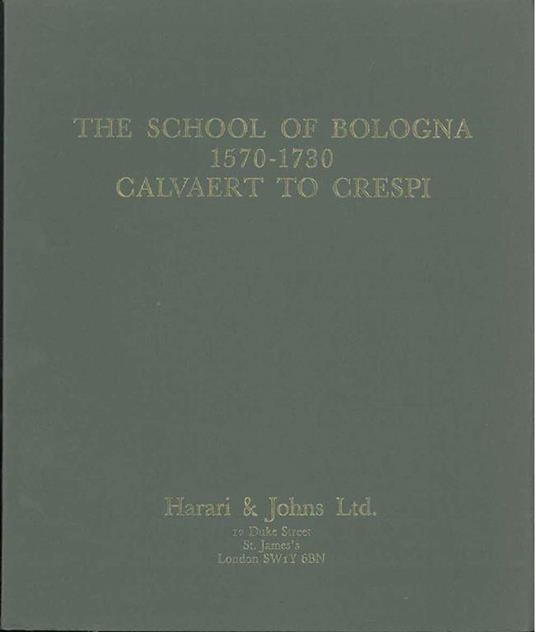 THE SCHOOL OF BOLOGNA
1570-1730
CALVAERT TO CRESPI
Harari & Johns Ltd.
Duke Street
St. James's
London SW1Y 6BN